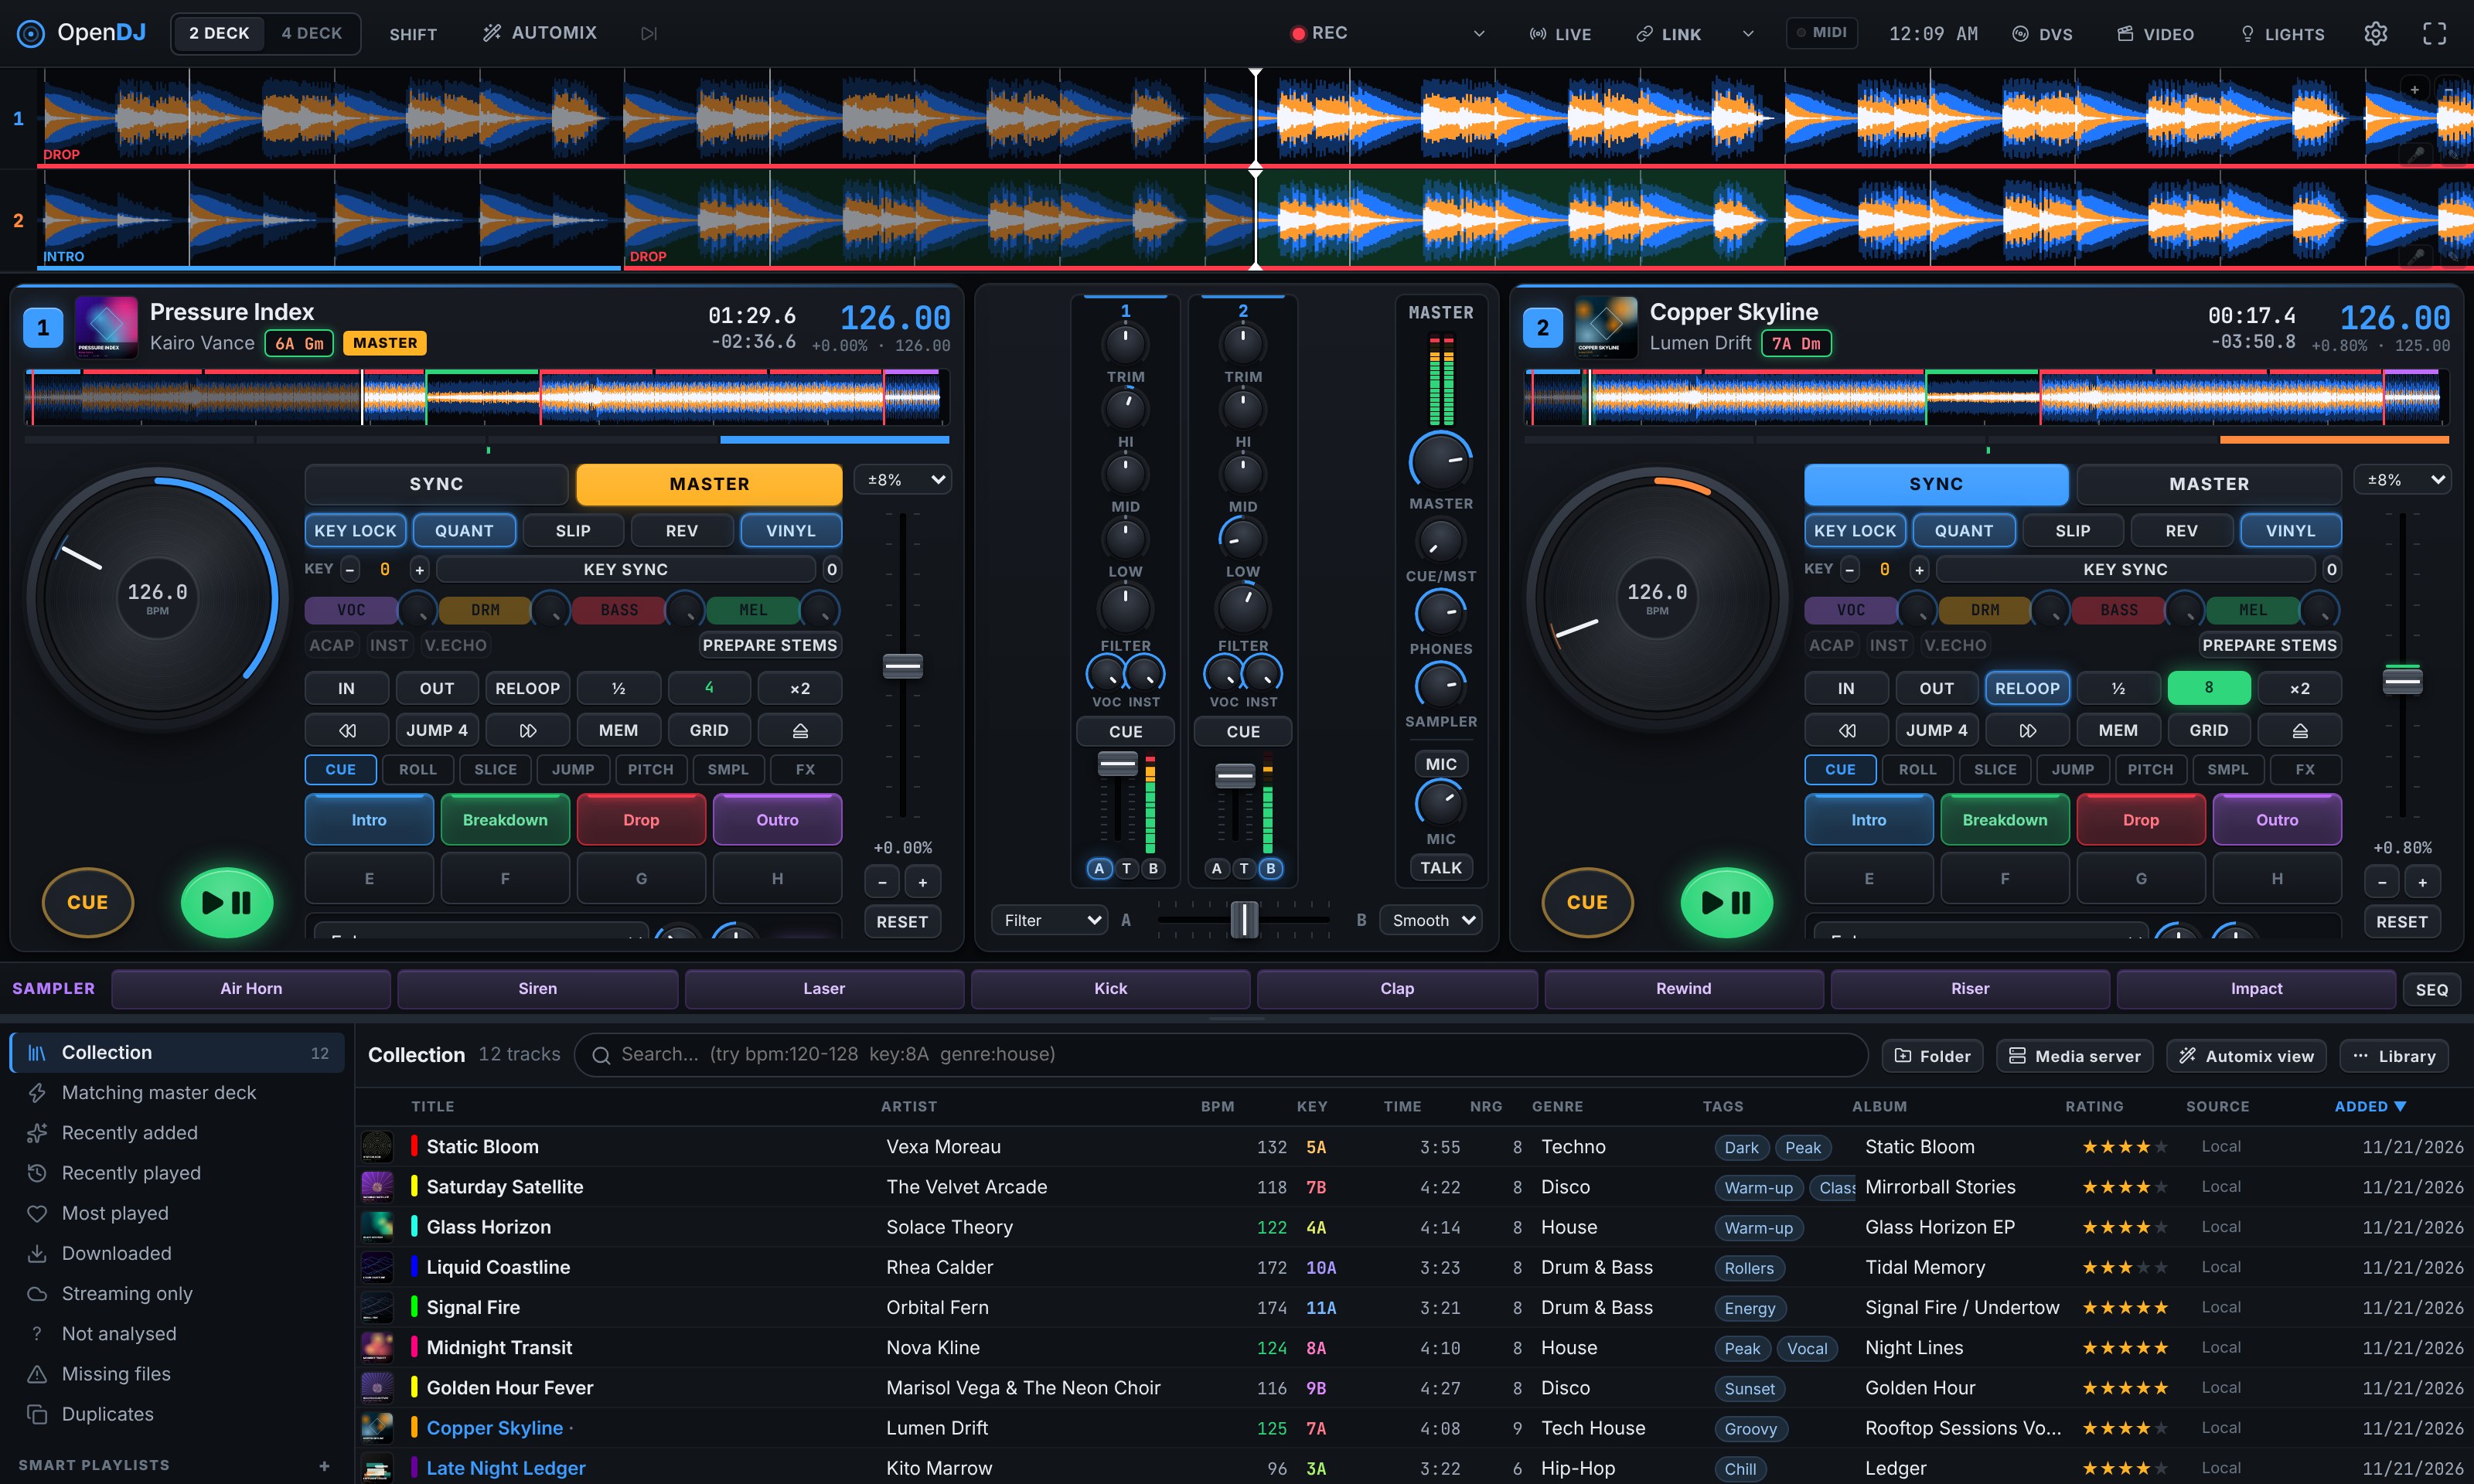 OpenDJ 2 DECK 4 DECK SHIFT AUTOMIX REC LIVE LINK MIDI 12:09 AM DVS VIDEO LIGHTS
1
DROP
2
INTRO DROP
1 Pressure Index 01:29.6 126.00
Kairo Vance 6A Gm MASTER -02:36.6 +0.00% · 126.00
SYNC MASTER ±8%
KEY LOCK QUANT SLIP REV VINYL
KEY − 0 + KEY SYNC 0
126.0
BPM
VOC DRM BASS MEL
ACAP INST V.ECHO PREPARE STEMS
IN OUT RELOOP ½ 4 ×2
JUMP 4 MEM GRID
CUE ROLL SLICE JUMP PITCH SMPL FX
Intro Breakdown Drop Outro
+0.00%
E F G H
− +
CUE
RESET
1 2 MASTER
TRIM TRIM
HI HI
MASTER
MID MID
LOW LOW
CUE/MST
FILTER FILTER
PHONES
VOC INST VOC INST
SAMPLER
CUE CUE
MIC
MIC
A T B A T B
TALK
Filter A B Smooth
2 Copper Skyline 00:17.4 126.00
Lumen Drift 7A Dm -03:50.8 +0.80% · 125.00
SYNC MASTER ±8%
KEY LOCK QUANT SLIP REV VINYL
KEY − 0 + KEY SYNC 0
126.0
BPM
VOC DRM BASS MEL
ACAP INST V.ECHO PREPARE STEMS
IN OUT RELOOP ½ 8 ×2
JUMP 4 MEM GRID
CUE ROLL SLICE JUMP PITCH SMPL FX
Intro Breakdown Drop Outro
+0.80%
E F G H
− +
CUE
RESET
SAMPLER Air Horn Siren Laser Kick Clap Rewind Riser Impact SEQ
Collection 12
Matching master deck
Recently added
Recently played
Most played
Downloaded
Streaming only
Not analysed
Missing files
Duplicates
SMART PLAYLISTS +
Collection 12 tracks Search... (try bpm:120-128 key:8A genre:house) Folder Media server Automix view Library
TITLE ARTIST BPM KEY TIME NRG GENRE TAGS ALBUM RATING SOURCE ADDED ▼
Static Bloom Vexa Moreau 132 5A 3:55 8 Techno Dark Peak Static Bloom ★★★★★ Local 11/21/2026
Saturday Satellite The Velvet Arcade 118 7B 4:22 8 Disco Warm-up Class Mirrorball Stories ★★★★★ Local 11/21/2026
Glass Horizon Solace Theory 122 4A 4:14 8 House Warm-up Glass Horizon EP ★★★★★ Local 11/21/2026
Liquid Coastline Rhea Calder 172 10A 3:23 8 Drum & Bass Rollers Tidal Memory ★★★★★ Local 11/21/2026
Signal Fire Orbital Fern 174 11A 3:21 8 Drum & Bass Energy Signal Fire / Undertow ★★★★★ Local 11/21/2026
Midnight Transit Nova Kline 124 8A 4:10 8 House Peak Vocal Night Lines ★★★★★ Local 11/21/2026
Golden Hour Fever Marisol Vega & The Neon Choir 116 9B 4:27 8 Disco Sunset Golden Hour ★★★★★ Local 11/21/2026
Copper Skyline · Lumen Drift 125 7A 4:08 9 Tech House Groovy Rooftop Sessions Vo... ★★★★★ Local 11/21/2026
Late Night Ledger Kito Marrow 96 3A 3:22 6 Hip-Hop Chill Ledger ★★★★★ Local 11/21/2026